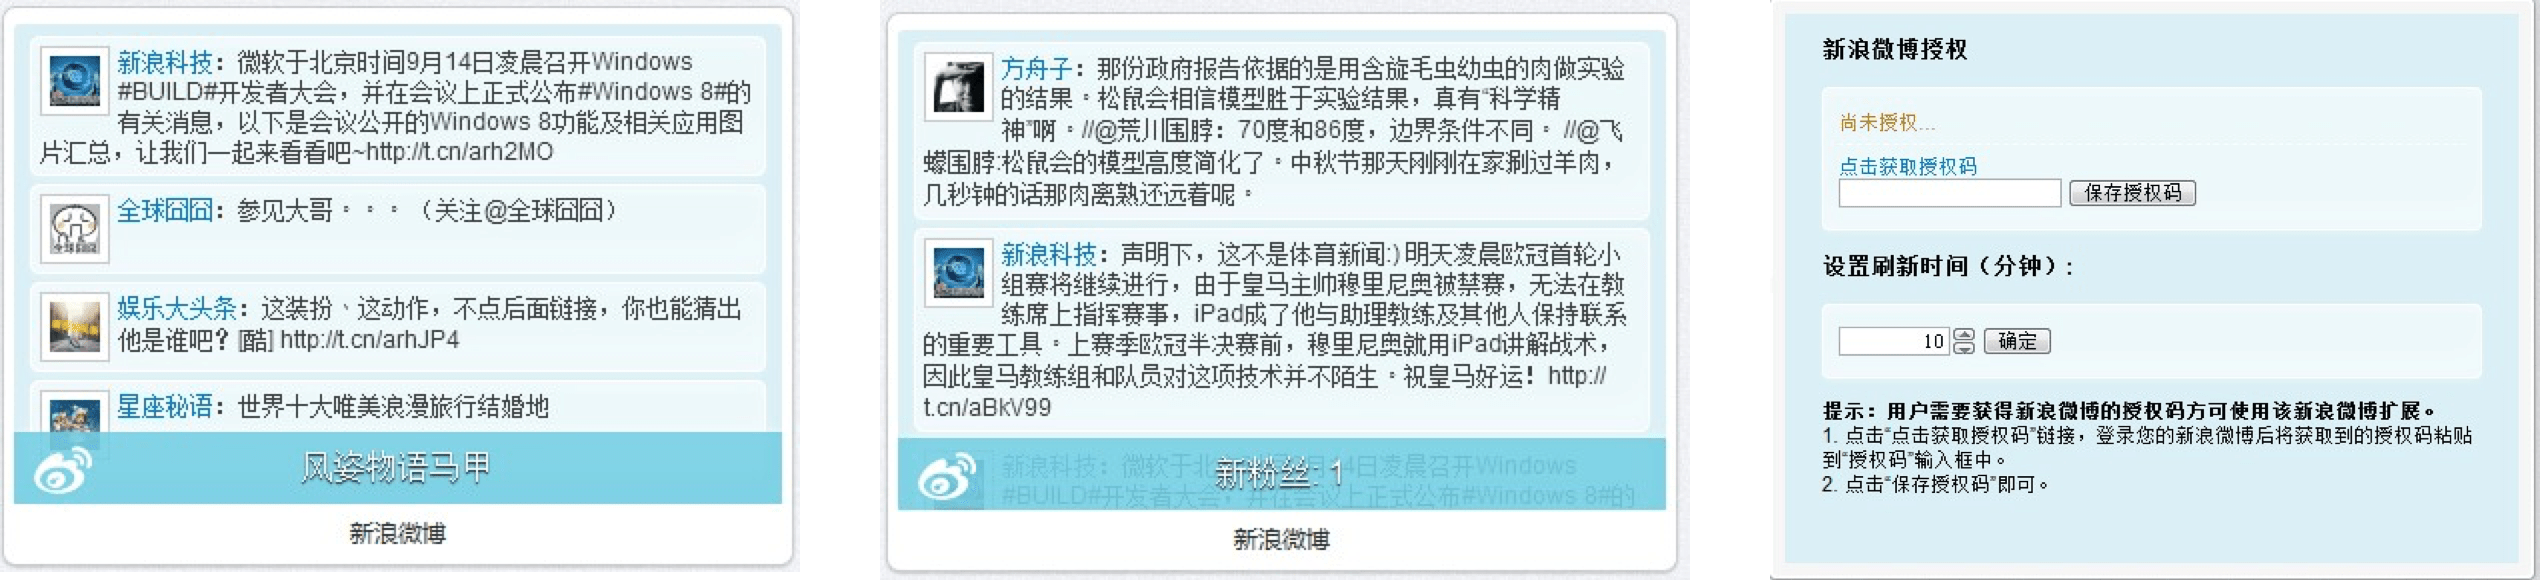 新浪科技：微软于北京时间9月14日凌晨召开Windows
#BUILD#开发者大会，并在会议上正式公布#Windows 8#的
有关消息，以下是会议公开的Windows 8功能及相关应用图
片汇总，让我们一起来看看吧~http://t.cn/arh2MO
全球囧囧：参见大哥。。。（关注@全球囧囧）
娱乐大头条：这装扮、这动作，不点后面链接，你也能猜出
他是谁吧？[酷] http://t.cn/arhJP4
星座秘语：世界十大唯美浪漫旅行结婚地
风姿物语马甲
新浪微博
方舟子：那份政府报告依据的是用含旋毛虫幼虫的肉做实验
的结果。松鼠会相信模型胜于实验结果，真有“科学精
神”啊。//@荒川围脖：70度和86度，边界条件不同。 //@飞
蠓围脖:松鼠会的模型高度简化了。中秋节那天刚刚在家涮过羊肉，
几秒钟的话那肉离熟还远着呢。
新浪科技：声明下，这不是体育新闻:)明天凌晨欧冠首轮小
组赛将继续进行，由于皇马主帅穆里尼奥被禁赛，无法在教
练席上指挥赛事，iPad成了他与助理教练及其他人保持联系
的重要工具。上赛季欧冠半决赛前，穆里尼奥就用iPad讲解战术，
因此皇马教练组和队员对这项技术并不陌生。祝皇马好运！http://
t.cn/aBkV99
新浪科技：微软于北 4日凌晨召开Windows
新粉丝: 1
#BUILD#开发者大会，并在会议上正式公布#Windows 8#的
新浪微博
新浪微博授权
尚未授权...
点击获取授权码
保存授权码
设置刷新时间（分钟）:
10 确定
提示：用户需要获得新浪微博的授权码方可使用该新浪微博扩展。
1. 点击“点击获取授权码”链接，登录您的新浪微博后将获取到的授权码粘贴
到“授权码”输入框中。
2. 点击“保存授权码”即可。